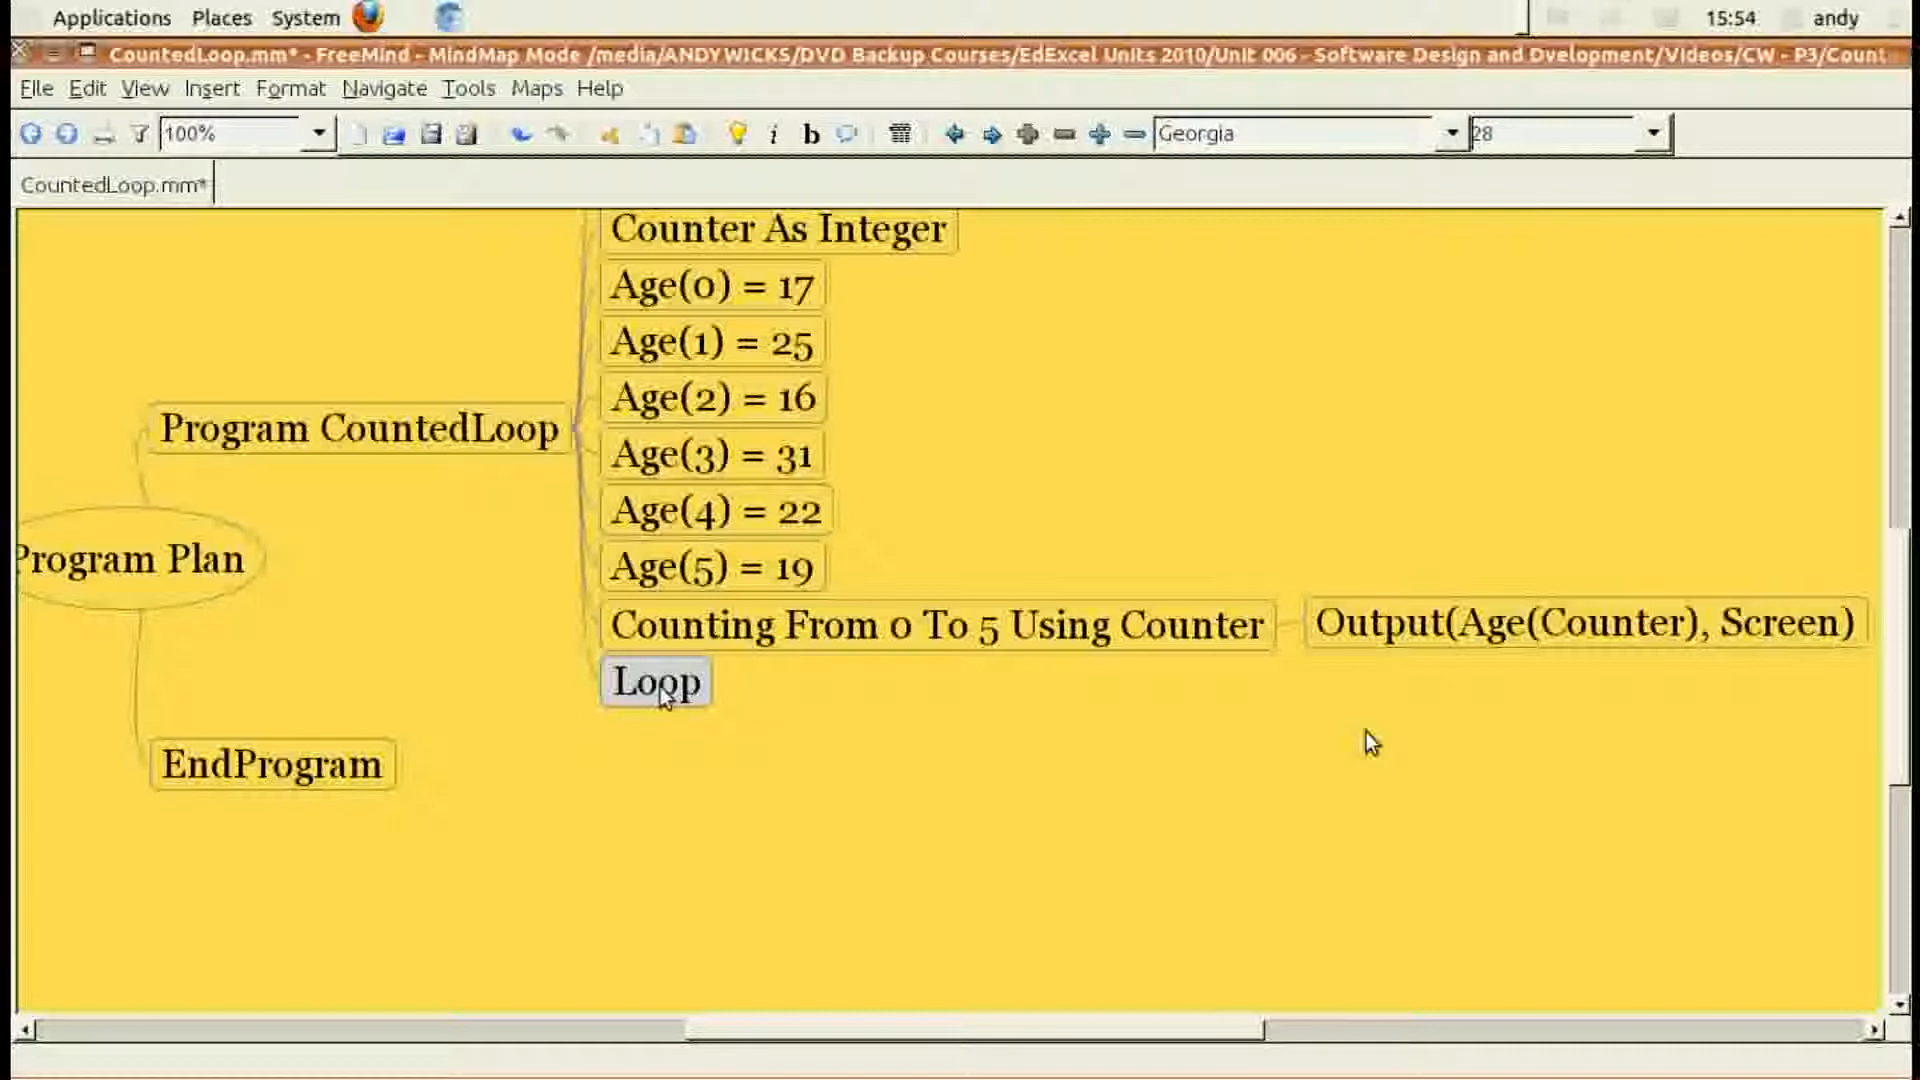 Applications Places System 15:54 andy
CountedLoop.mm* - FreeMind - MindMap Mode /media/ANDYWICKS/DVD Backup Courses/EdExcel Units 2010/Unit 006 - Software Design and Dvelopment/Videos/CW - P3/Count
File Edit View Insert Format Navigate Tools Maps Help
100% i b Georgia 28
CountedLoop.mm*
Counter As Integer
Age(0) = 17
Age(1) = 25
Age(2) = 16
Program CountedLoop
Age(3) = 31
Age(4) = 22
Program Plan
Age(5) = 19
Counting From 0 To 5 Using Counter
Output(Age(Counter), Screen)
Loop
EndProgram